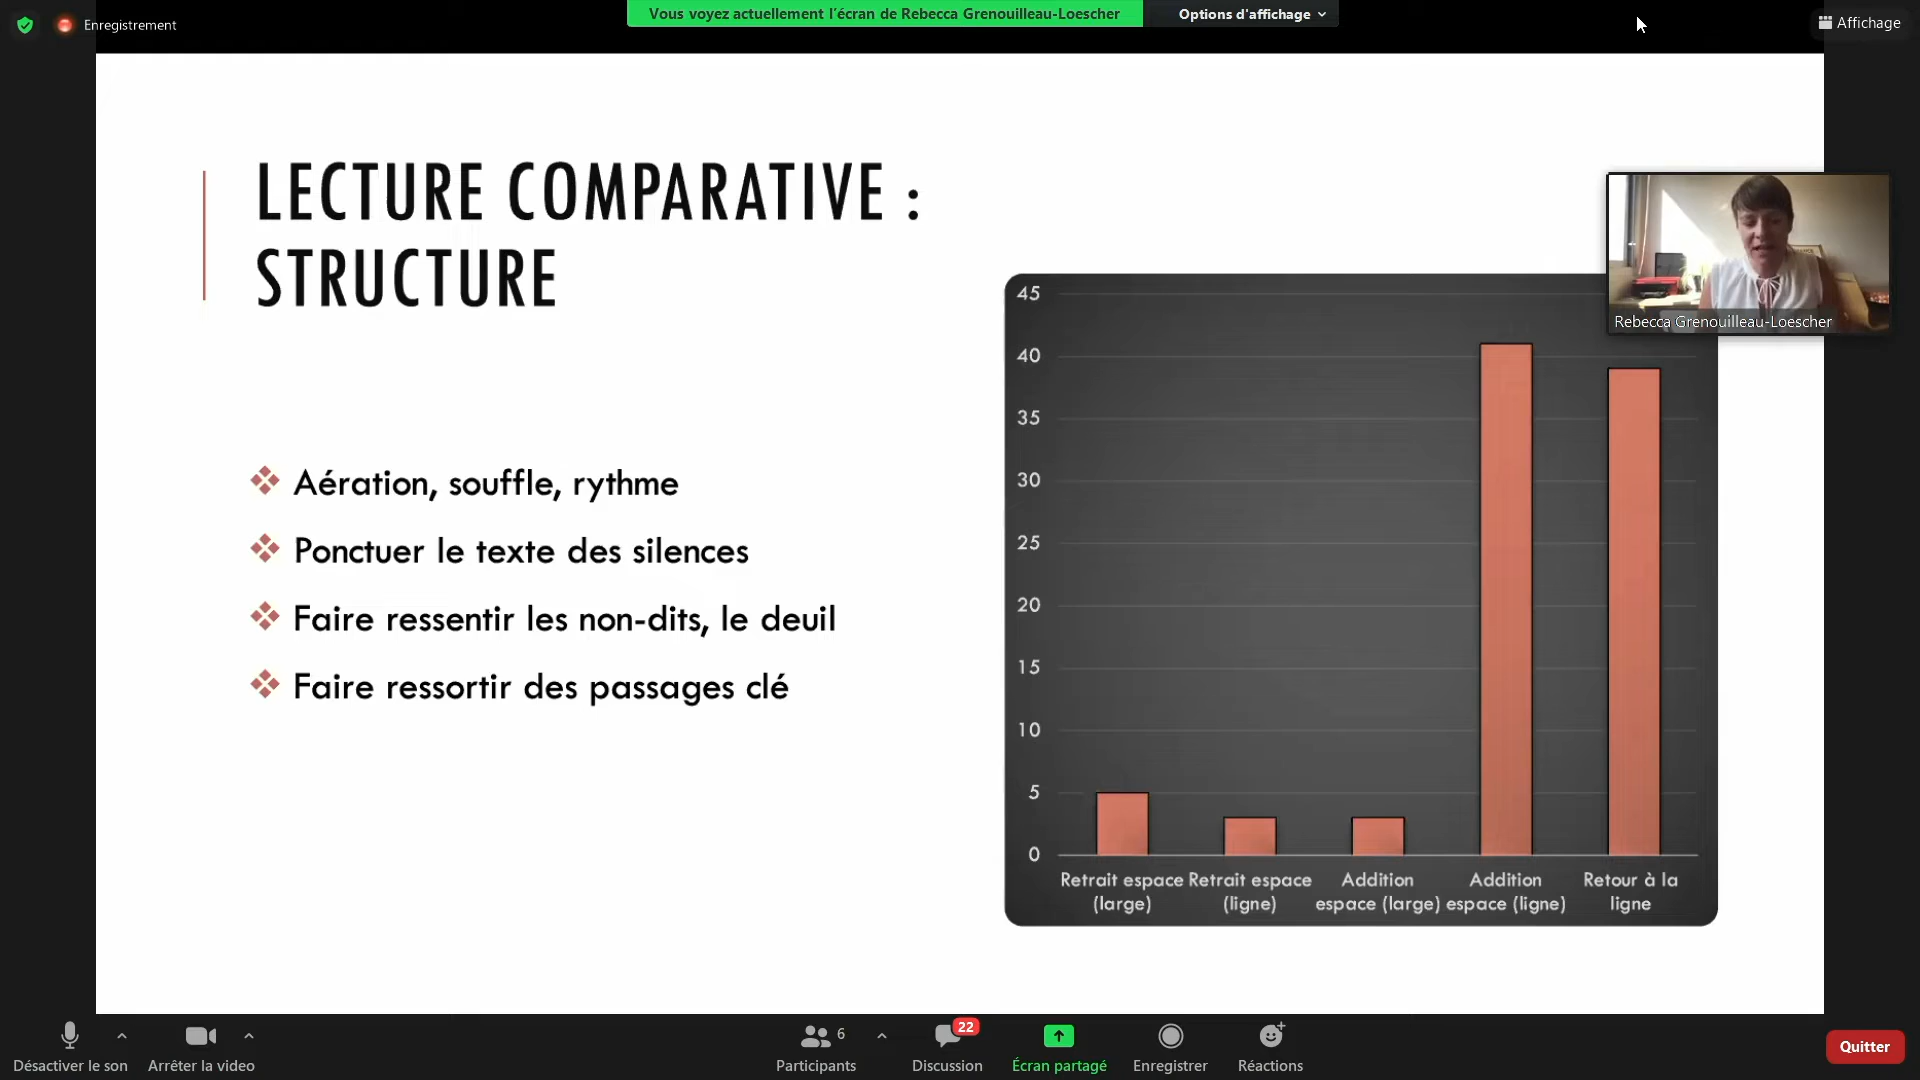 Enregistrement
Vous voyez actuellement l'écran de Rebecca Grenouilleau-Loescher
Options d'affichage
Affichage
LECTURE COMPARATIVE :
STRUCTURE
Rebecca Grenouilleau-Loescher
Aération, souffle, rythme
Ponctuer le texte des silences
Faire ressentir les non-dits, le deuil
Faire ressortir des passages clé
45
40
35
30
25
20
15
10
5
0
Retrait espace (large)
Retrait espace (ligne)
Addition espace (large)
Addition espace (ligne)
Retour à la ligne
Désactiver le son
Arrêter la video
6
Participants
22
Discussion
Écran partagé
Enregistrer
Réactions
Quitter